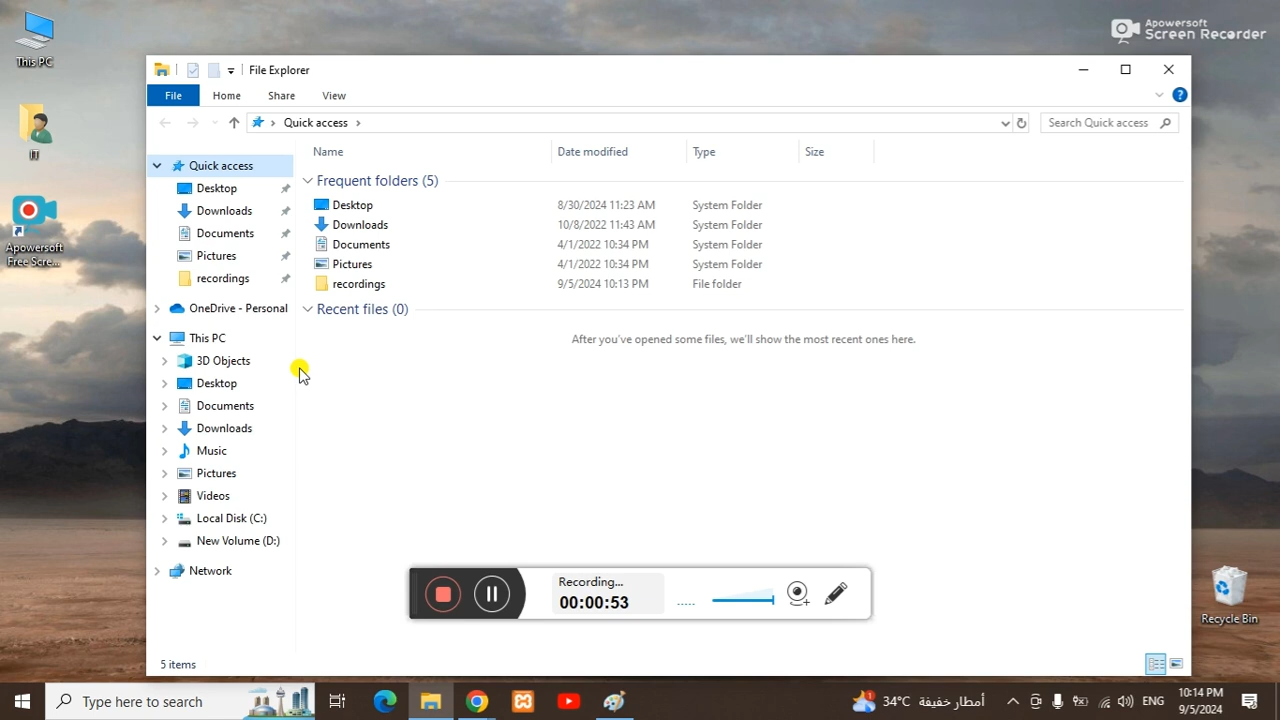 This PC
IT
Apowersoft
Free Scre...
Apowersoft
Screen Recorder
File Explorer
File
Home
Share
View
Quick access
Search Quick access
Name
Date modified
Type
Size
Quick access
Desktop
Downloads
Documents
Pictures
recordings
OneDrive - Personal
This PC
3D Objects
Desktop
Documents
Downloads
Music
Pictures
Videos
Local Disk (C:)
New Volume (D:)
Network
Frequent folders (5)
Desktop 8/30/2024 11:23 AM System Folder
Downloads 10/8/2022 11:43 AM System Folder
Documents 4/1/2022 10:34 PM System Folder
Pictures 4/1/2022 10:34 PM System Folder
recordings 9/5/2024 10:13 PM File folder
Recent files (0)
After you've opened some files, we'll show the most recent ones here.
Recording...
00:00:53
5 items
Recycle Bin
Type here to search
1
34°C أمطار خفيفة
ENG
10:14 PM
9/5/2024